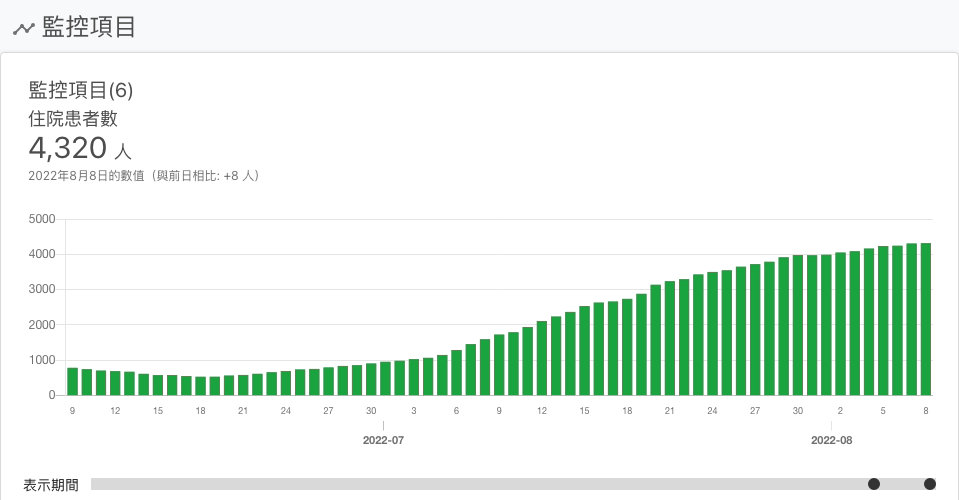 監控項目
監控項目(6)
住院患者數
4,320 人
2022年8月8日的數值（與前日相比: +8 人）
5000
4000
3000
2000
1000
0
9 12 15 18 21 24 27 30 3 6 9 12 15 18 21 24 27 30 2 5 8
2022-07 2022-08
表示期間